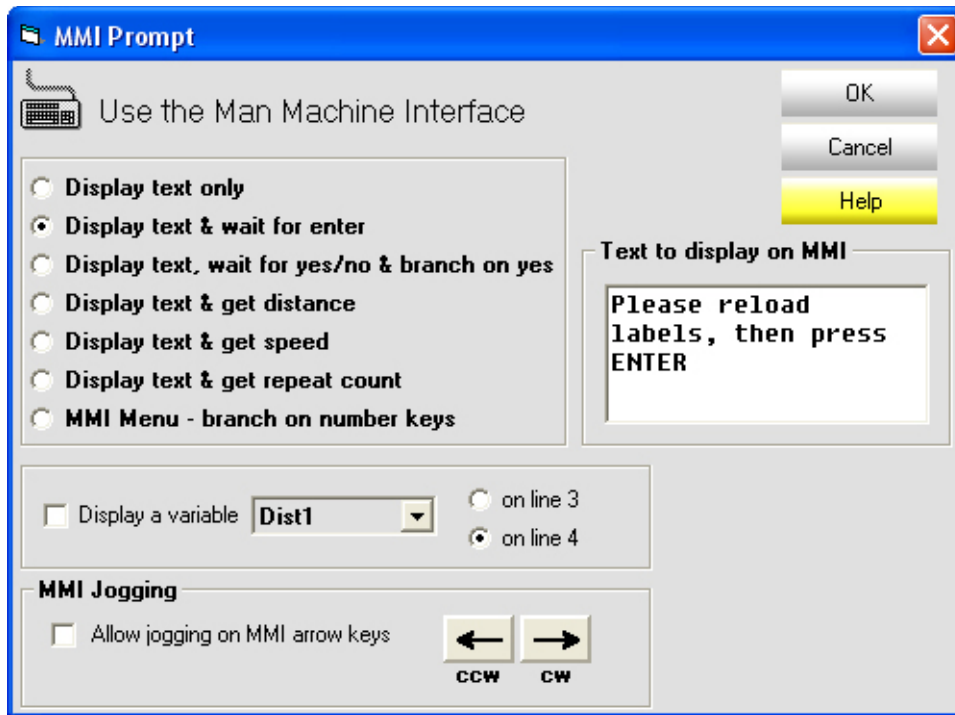 MMI Prompt
Use the Man Machine Interface
OK
Cancel
Help
Display text only
Display text & wait for enter
Display text, wait for yes/no & branch on yes
Display text & get distance
Display text & get speed
Display text & get repeat count
MMI Menu - branch on number keys
Text to display on MMI
Please reload
labels, then press
ENTER
Display a variable
Dist1
on line 3
on line 4
MMI Jogging
Allow jogging on MMI arrow keys
CCW
CW